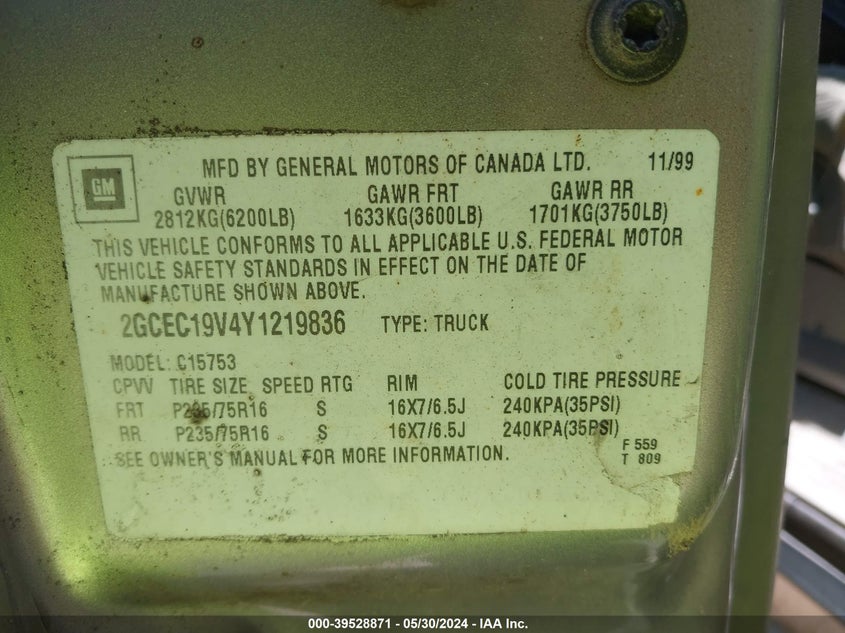 GM
MFD BY GENERAL MOTORS OF CANADA LTD. 11/99
GVWR GAWR FRT GAWR RR
2812KG(6200LB) 1633KG(3600LB) 1701KG(3750LB)
THIS VEHICLE CONFORMS TO ALL APPLICABLE U.S. FEDERAL MOTOR
VEHICLE SAFETY STANDARDS IN EFFECT ON THE DATE OF
MANUFACTURE SHOWN ABOVE.
2GCEC19V4Y1219836 TYPE: TRUCK
MODEL: C15753
CPVV TIRE SIZE SPEED RTG RIM COLD TIRE PRESSURE
FRT P235/75R16 S 16X7/6.5J 240KPA(35PSI)
RR P235/75R16 S 16X7/6.5J 240KPA(35PSI)
SEE OWNER'S MANUAL FOR MORE INFORMATION.
F 559
T 809
000-39528871 - 05/30/2024 - IAA Inc.